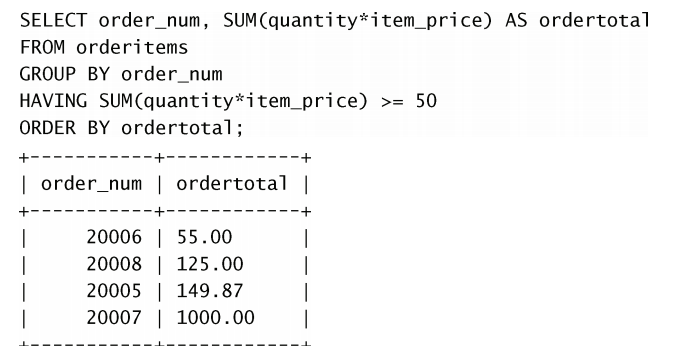 SELECT order_num, SUM(quantity*item_price) AS ordertotal
FROM orderitems
GROUP BY order_num
HAVING SUM(quantity*item_price) >= 50
ORDER BY ordertotal;
+-----------+------------+
| order_num | ordertotal |
+-----------+------------+
|     20006 | 55.00      |
|     20008 | 125.00     |
|     20005 | 149.87     |
|     20007 | 1000.00    |
+-----------+------------+